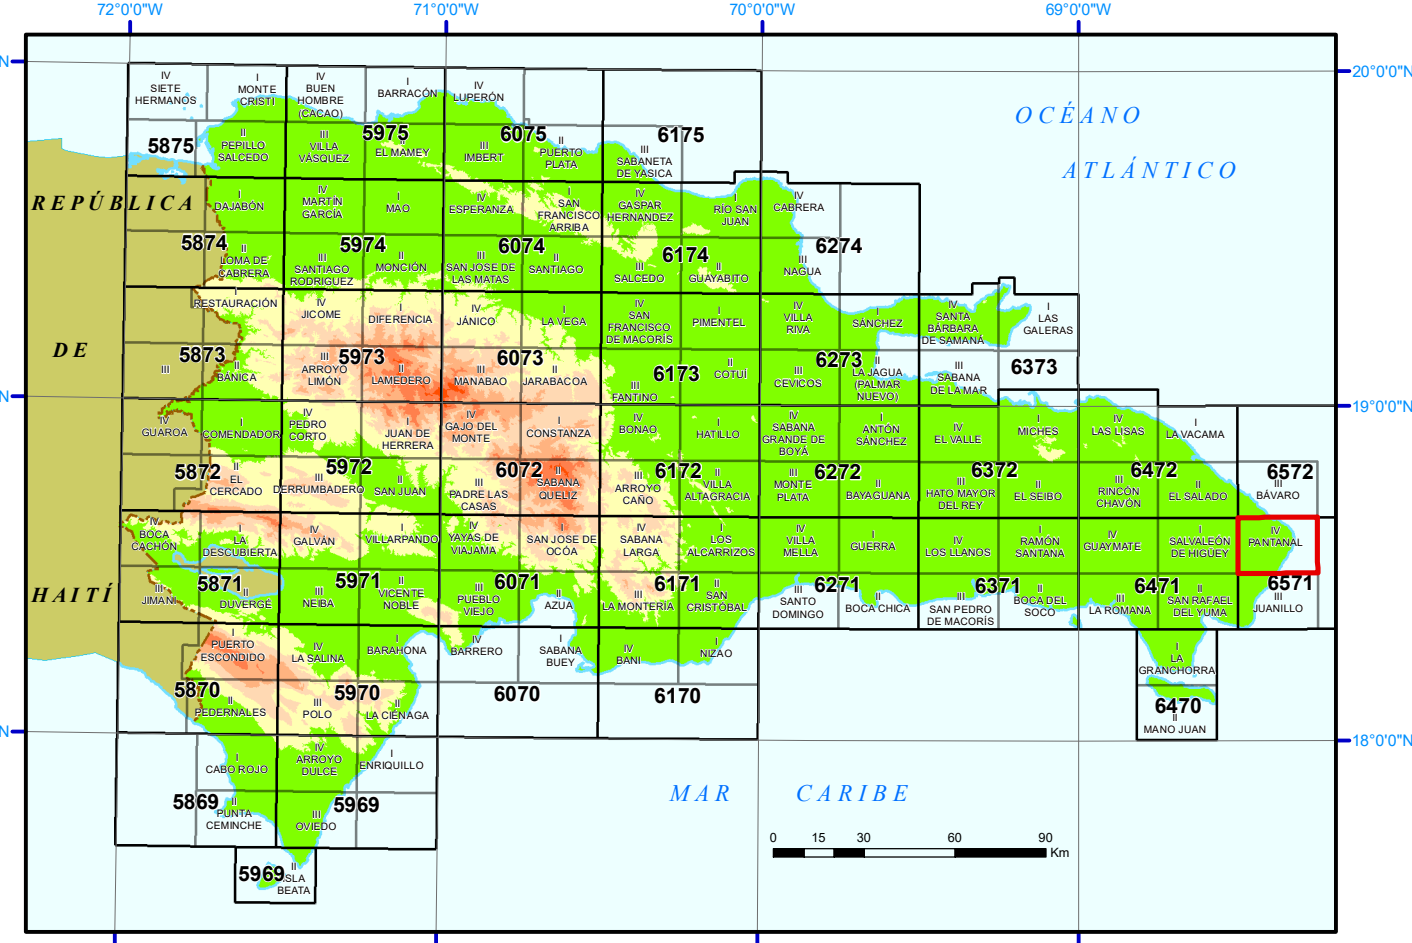 72°0'0"W
71°0'0"W
70°0'0"W
69°0'0"W
20°0'0"N
19°0'0"N
18°0'0"N
OCÉANO
ATLÁNTICO
MAR CARIBE
REPÚBLICA
DE
HAITÍ
IV
SIETE
HERMANOS
I
MONTE
CRISTI
IV
BUEN
HOMBRE
(CACAO)
I
BARRACÓN
IV
LUPERÓN
5875
II
PEPILLO
SALCEDO
III
VILLA
VÁSQUEZ
5975
EL MAMEY
III
IMBERT
6075
II
PUERTO
PLATA
III
SABANETA
DE YASICA
6175
I
DAJABÓN
IV
MARTÍN
GARCÍA
I
MAO
IV
ESPERANZA
I
SAN
FRANCISCO
ARRIBA
IV
GASPAR
HERNANDEZ
I
RÍO SAN
JUAN
IV
CABRERA
5874
II
LOMA DE
CABRERA
5974
III
SANTIAGO
RODRIGUEZ
II
MONCIÓN
6074
III
SAN JOSE DE
LAS MATAS
II
SANTIAGO
6174
III
SALCEDO
II
GUAYABITO
6274
III
NAGUA
RESTAURACIÓN
IV
JICOME
I
DIFERENCIA
IV
JÁNICO
I
LA VEGA
IV
SAN
FRANCISCO
DE MACORÍS
I
PIMENTEL
IV
VILLA
RIVA
I
SÁNCHEZ
IV
SANTA
BÁRBARA
DE SAMANÁ
I
LAS
GALERAS
5873
III
II
BÁNICA
5973
III
ARROYO
LIMÓN
II
LAMEDERO
6073
III
MANABAO
II
JARABACOA
6173
III
FANTINO
II
COTUÍ
6273
III
CEVICOS
II
LA JAGUA
(PALMAR
NUEVO)
III
SABANA
DE LA MAR
6373
IV
GUAROA
I
COMENDADOR
IV
PEDRO
CORTO
I
JUAN DE
HERRERA
IV
GAJO DEL
MONTE
I
CONSTANZA
IV
BONAO
I
HATILLO
IV
SABANA
GRANDE DE
BOYÁ
I
ANTÓN
SÁNCHEZ
IV
EL VALLE
I
MICHES
IV
LAS LISAS
I
LA VACAMA
5872
II
EL
CERCADO
5972
III
DERRUMBADERO
II
SAN JUAN
6072
III
PADRE LAS
CASAS
II
SABANA
QUELIZ
6172
III
ARROYO
CAÑO
II
VILLA
ALTAGRACIA
6272
III
MONTE
PLATA
II
BAYAGUANA
6372
III
HATO MAYOR
DEL REY
II
EL SEIBO
6472
III
RINCÓN
CHAVÓN
II
EL SALADO
6572
III
BÁVARO
IV
BOCA
CACHÓN
I
LA
DESCUBIERTA
IV
GALVÁN
I
VILLARPANDO
IV
YAYAS DE
VIAJAMA
I
SAN JOSE DE
OCÓA
IV
SABANA
LARGA
I
LOS
ALCARRIZOS
IV
VILLA
MELLA
I
GUERRA
IV
LOS LLANOS
I
RAMÓN
SANTANA
IV
GUAYMATE
I
SALVALEÓN
DE HIGÜEY
IV
PANTANAL
5871
III
JIMANI
II
DUVERGÉ
5971
III
NEIBA
II
VICENTE
NOBLE
6071
III
PUEBLO
VIEJO
II
AZUA
6171
III
LA MONTERÍA
II
SAN
CRISTÓBAL
6271
III
SANTO
DOMINGO
II
BOCA CHICA
6371
III
SAN PEDRO
DE MACORÍS
II
BOCA DEL
SOCO
6471
III
LA ROMANA
II
SAN RAFAEL
DEL YUMA
6571
III
JUANILLO
I
PUERTO
ESCONDIDO
IV
LA SALINA
I
BARAHONA
IV
BARRERO
I
SABANA
BUEY
IV
BANI
I
NIZAO
I
LA
GRANCHORRA
5870
II
PEDERNALES
5970
III
POLO
II
LA CIÉNAGA
6070
6170
6470
II
MANO JUAN
I
CABO ROJO
IV
ARROYO
DULCE
I
ENRIQUILLO
5869
II
PUNTA
CEMINCHE
III
OVIEDO
5969
5969
II
ISLA
BEATA
0 15 30 60 90
Km